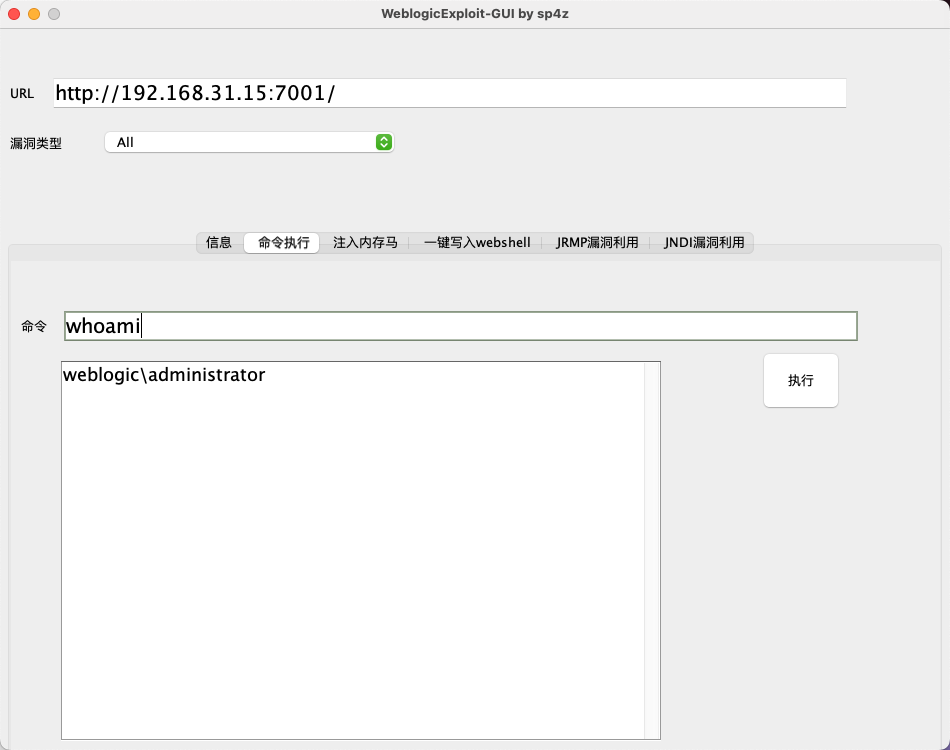 WeblogicExploit-GUI by sp4z
URL http://192.168.31.15:7001/
漏洞类型 All
信息 命令执行 注入内存马 一键写入webshell JRMP漏洞利用 JNDI漏洞利用
命令 whoami
weblogic\administrator
执行